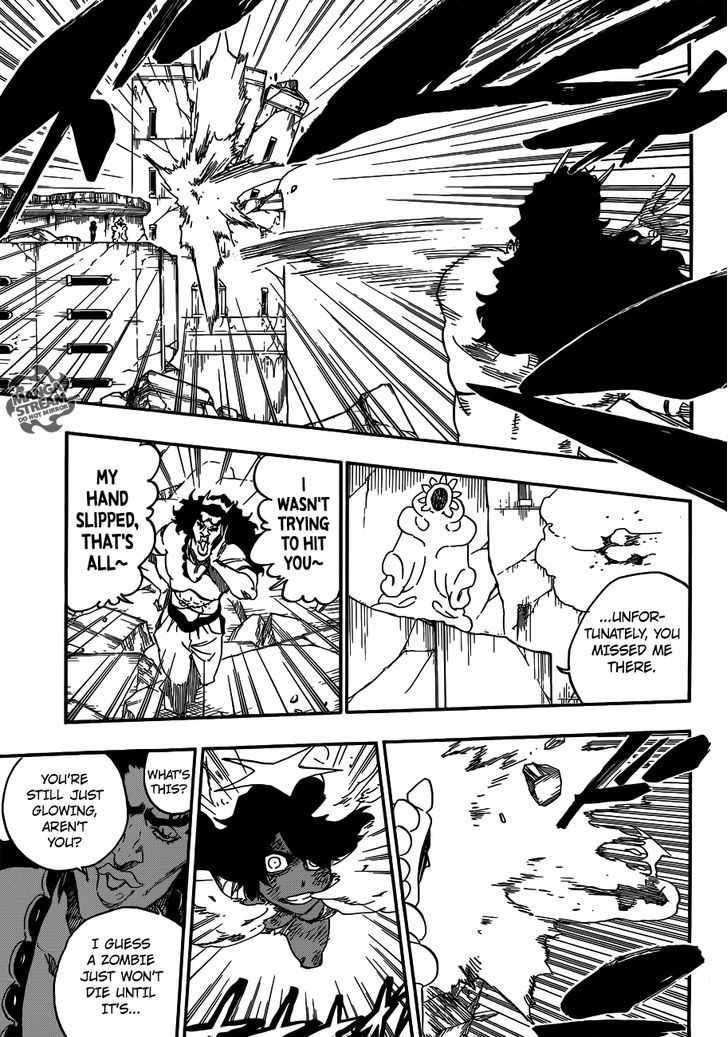 MANGA
STREAM
DO NOT MIRROR
...UNFOR-
TUNATELY, YOU
MISSED ME
THERE.
I
WASN'T
TRYING
TO HIT
YOU~
MY
HAND
SLIPPED,
THAT'S
ALL~
WHAT'S
THIS?
YOU'RE
STILL JUST
GLOWING,
AREN'T
YOU?
I GUESS
A ZOMBIE
JUST WON'T
DIE UNTIL
IT'S...